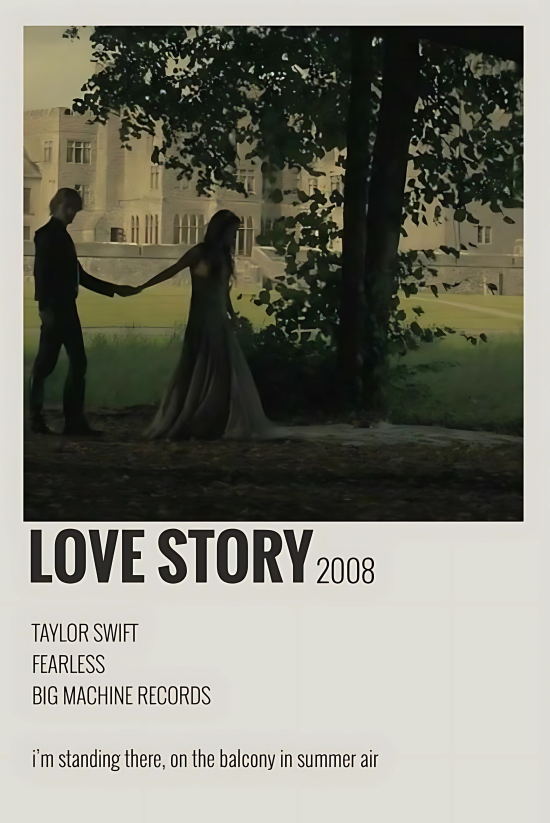 LOVE STORY 2008
TAYLOR SWIFT
FEARLESS
BIG MACHINE RECORDS
i'm standing there, on the balcony in summer air